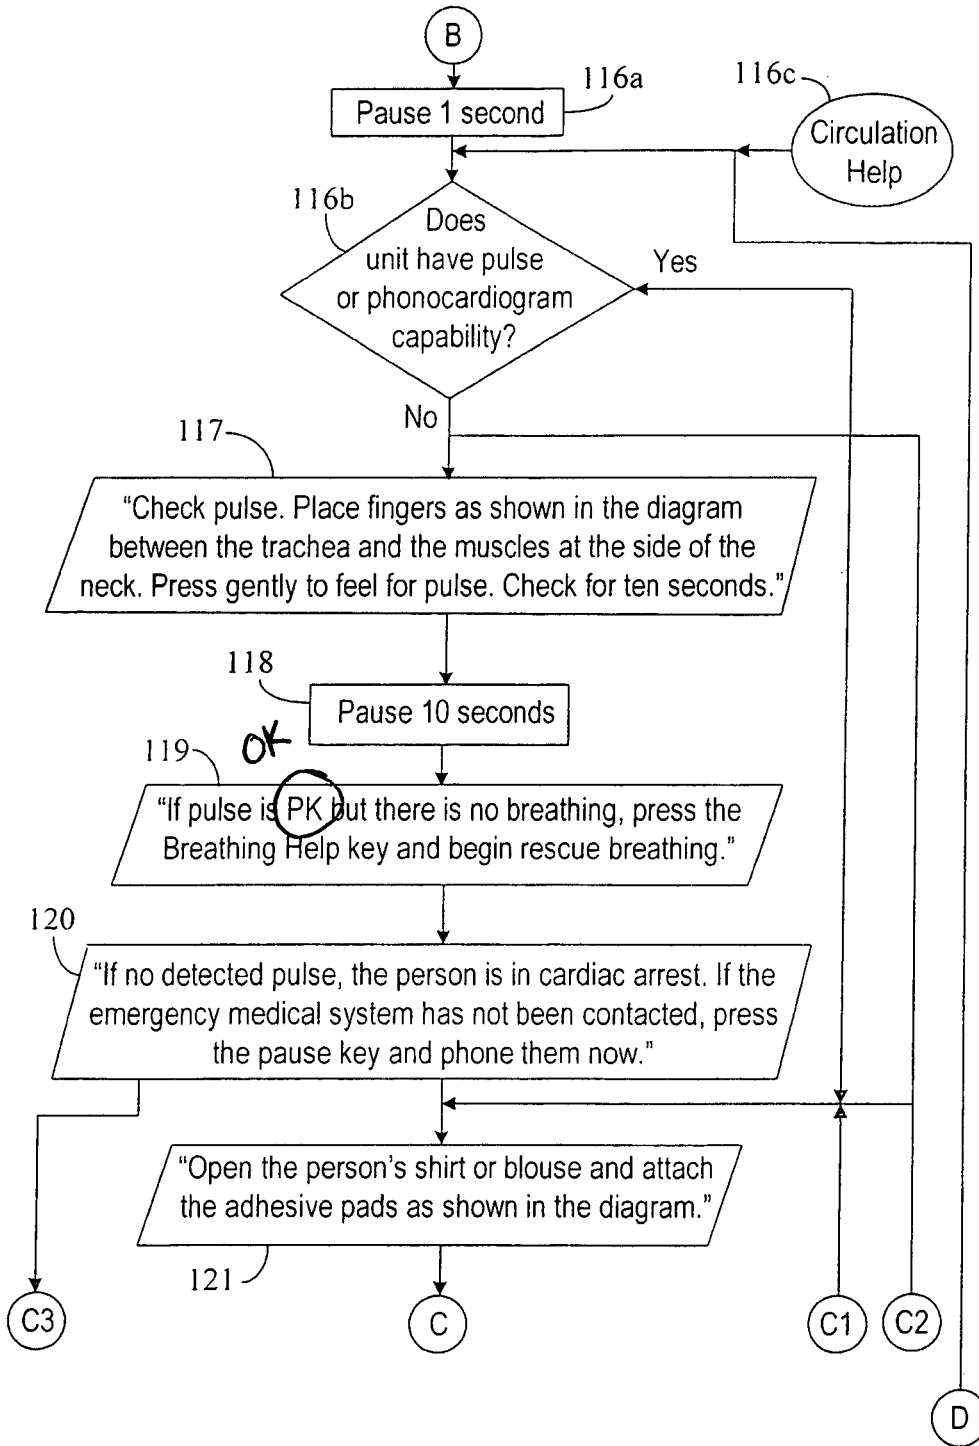 B
116a
Pause 1 second
116c
Circulation
Help
116b
Does
unit have pulse
or phonocardiogram
capability?
Yes
No
117
“Check pulse. Place fingers as shown in the diagram
between the trachea and the muscles at the side of the
neck. Press gently to feel for pulse. Check for ten seconds.”
118
Pause 10 seconds
OK
119
“If pulse is PK but there is no breathing, press the
Breathing Help key and begin rescue breathing.”
120
“If no detected pulse, the person is in cardiac arrest. If the
emergency medical system has not been contacted, press
the pause key and phone them now.”
“Open the person’s shirt or blouse and attach
the adhesive pads as shown in the diagram.”
121
C3
C
C1
C2
D